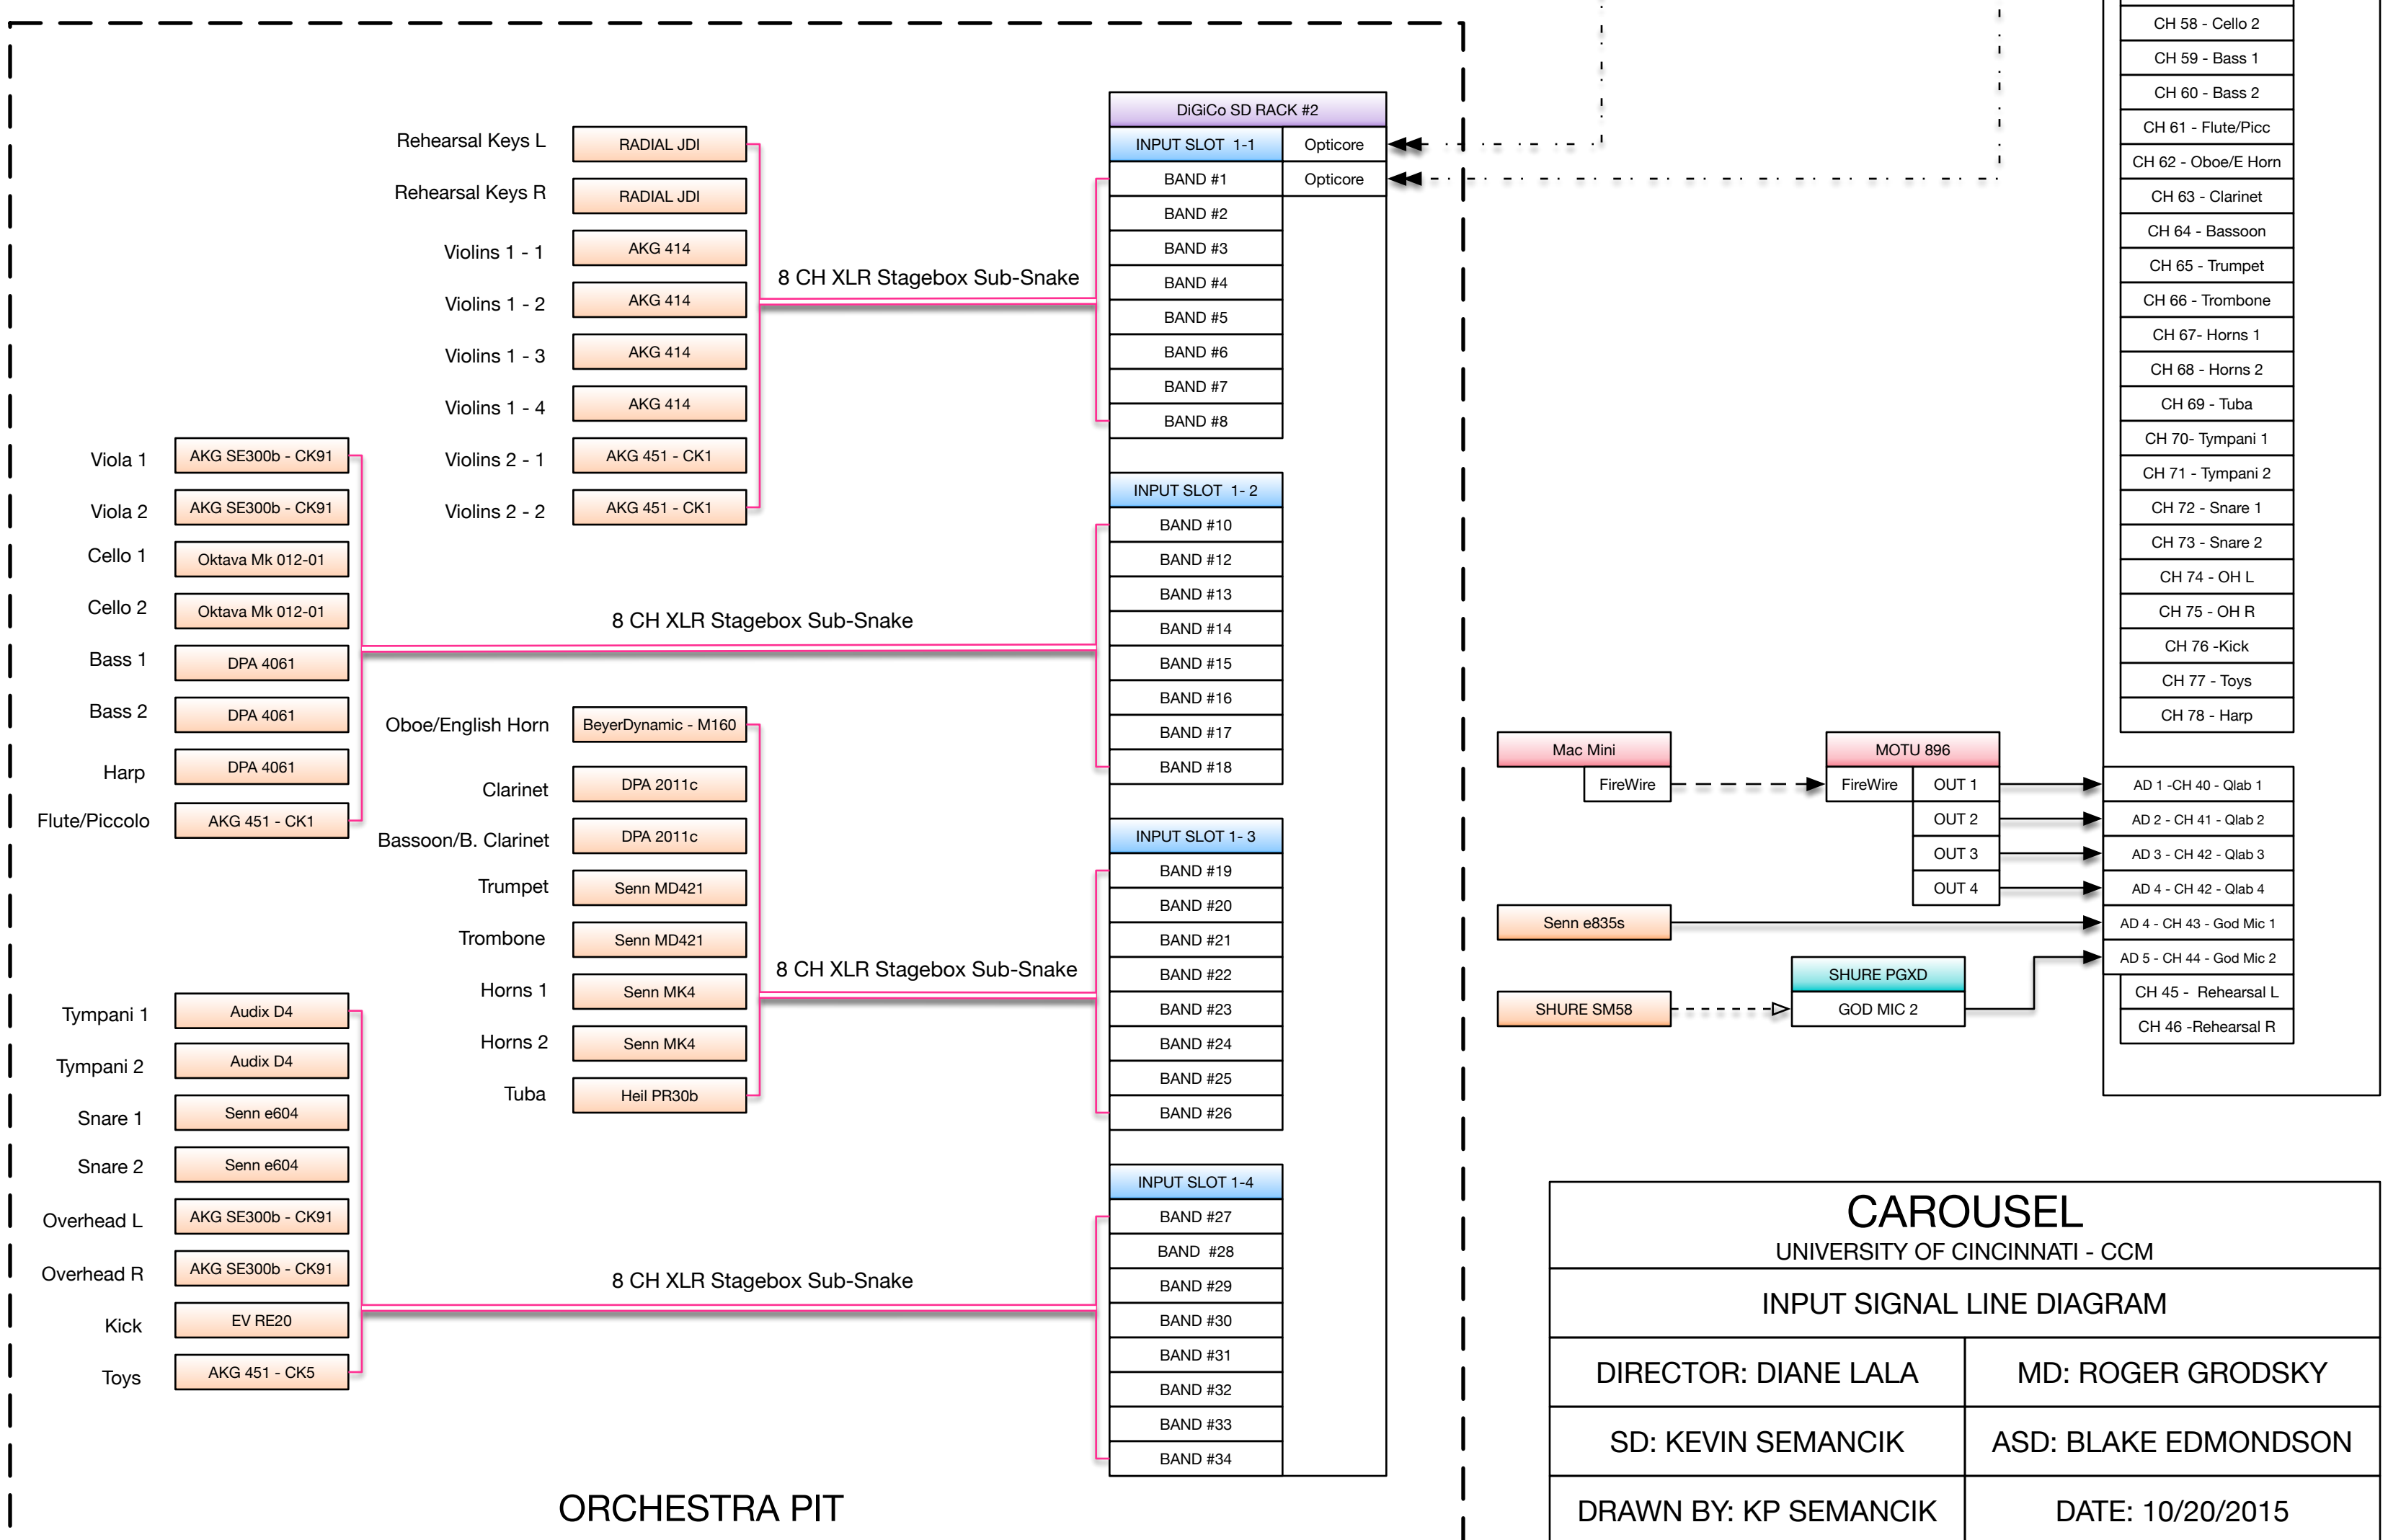 Rehearsal Keys L
RADIAL JDI
Rehearsal Keys R
RADIAL JDI
Violins 1 - 1
AKG 414
Violins 1 - 2
AKG 414
Violins 1 - 3
AKG 414
Violins 1 - 4
AKG 414
Violins 2 - 1
AKG 451 - CK1
Violins 2 - 2
AKG 451 - CK1
8 CH XLR Stagebox Sub-Snake
Viola 1
AKG SE300b - CK91
Viola 2
AKG SE300b - CK91
Cello 1
Oktava Mk 012-01
Cello 2
Oktava Mk 012-01
Bass 1
DPA 4061
Bass 2
DPA 4061
Harp
DPA 4061
Flute/Piccolo
AKG 451 - CK1
8 CH XLR Stagebox Sub-Snake
Oboe/English Horn
BeyerDynamic - M160
Clarinet
DPA 2011c
Bassoon/B. Clarinet
DPA 2011c
Trumpet
Senn MD421
Trombone
Senn MD421
Horns 1
Senn MK4
Horns 2
Senn MK4
Tuba
Heil PR30b
8 CH XLR Stagebox Sub-Snake
Tympani 1
Audix D4
Tympani 2
Audix D4
Snare 1
Senn e604
Snare 2
Senn e604
Overhead L
AKG SE300b - CK91
Overhead R
AKG SE300b - CK91
Kick
EV RE20
Toys
AKG 451 - CK5
8 CH XLR Stagebox Sub-Snake
DiGiCo SD RACK #2
INPUT SLOT 1-1
Opticore
BAND #1
Opticore
BAND #2
BAND #3
BAND #4
BAND #5
BAND #6
BAND #7
BAND #8
INPUT SLOT 1- 2
BAND #10
BAND #12
BAND #13
BAND #14
BAND #15
BAND #16
BAND #17
BAND #18
INPUT SLOT 1- 3
BAND #19
BAND #20
BAND #21
BAND #22
BAND #23
BAND #24
BAND #25
BAND #26
INPUT SLOT 1-4
BAND #27
BAND #28
BAND #29
BAND #30
BAND #31
BAND #32
BAND #33
BAND #34
ORCHESTRA PIT
CH 58 - Cello 2
CH 59 - Bass 1
CH 60 - Bass 2
CH 61 - Flute/Picc
CH 62 - Oboe/E Horn
CH 63 - Clarinet
CH 64 - Bassoon
CH 65 - Trumpet
CH 66 - Trombone
CH 67- Horns 1
CH 68 - Horns 2
CH 69 - Tuba
CH 70- Tympani 1
CH 71 - Tympani 2
CH 72 - Snare 1
CH 73 - Snare 2
CH 74 - OH L
CH 75 - OH R
CH 76 -Kick
CH 77 - Toys
CH 78 - Harp
Mac Mini
FireWire
MOTU 896
FireWire
OUT 1
OUT 2
OUT 3
OUT 4
Senn e835s
SHURE SM58
SHURE PGXD
GOD MIC 2
AD 1 -CH 40 - Qlab 1
AD 2 - CH 41 - Qlab 2
AD 3 - CH 42 - Qlab 3
AD 4 - CH 42 - Qlab 4
AD 4 - CH 43 - God Mic 1
AD 5 - CH 44 - God Mic 2
CH 45 - Rehearsal L
CH 46 -Rehearsal R
CAROUSEL
UNIVERSITY OF CINCINNATI - CCM
INPUT SIGNAL LINE DIAGRAM
DIRECTOR: DIANE LALA
MD: ROGER GRODSKY
SD: KEVIN SEMANCIK
ASD: BLAKE EDMONDSON
DRAWN BY: KP SEMANCIK
DATE: 10/20/2015